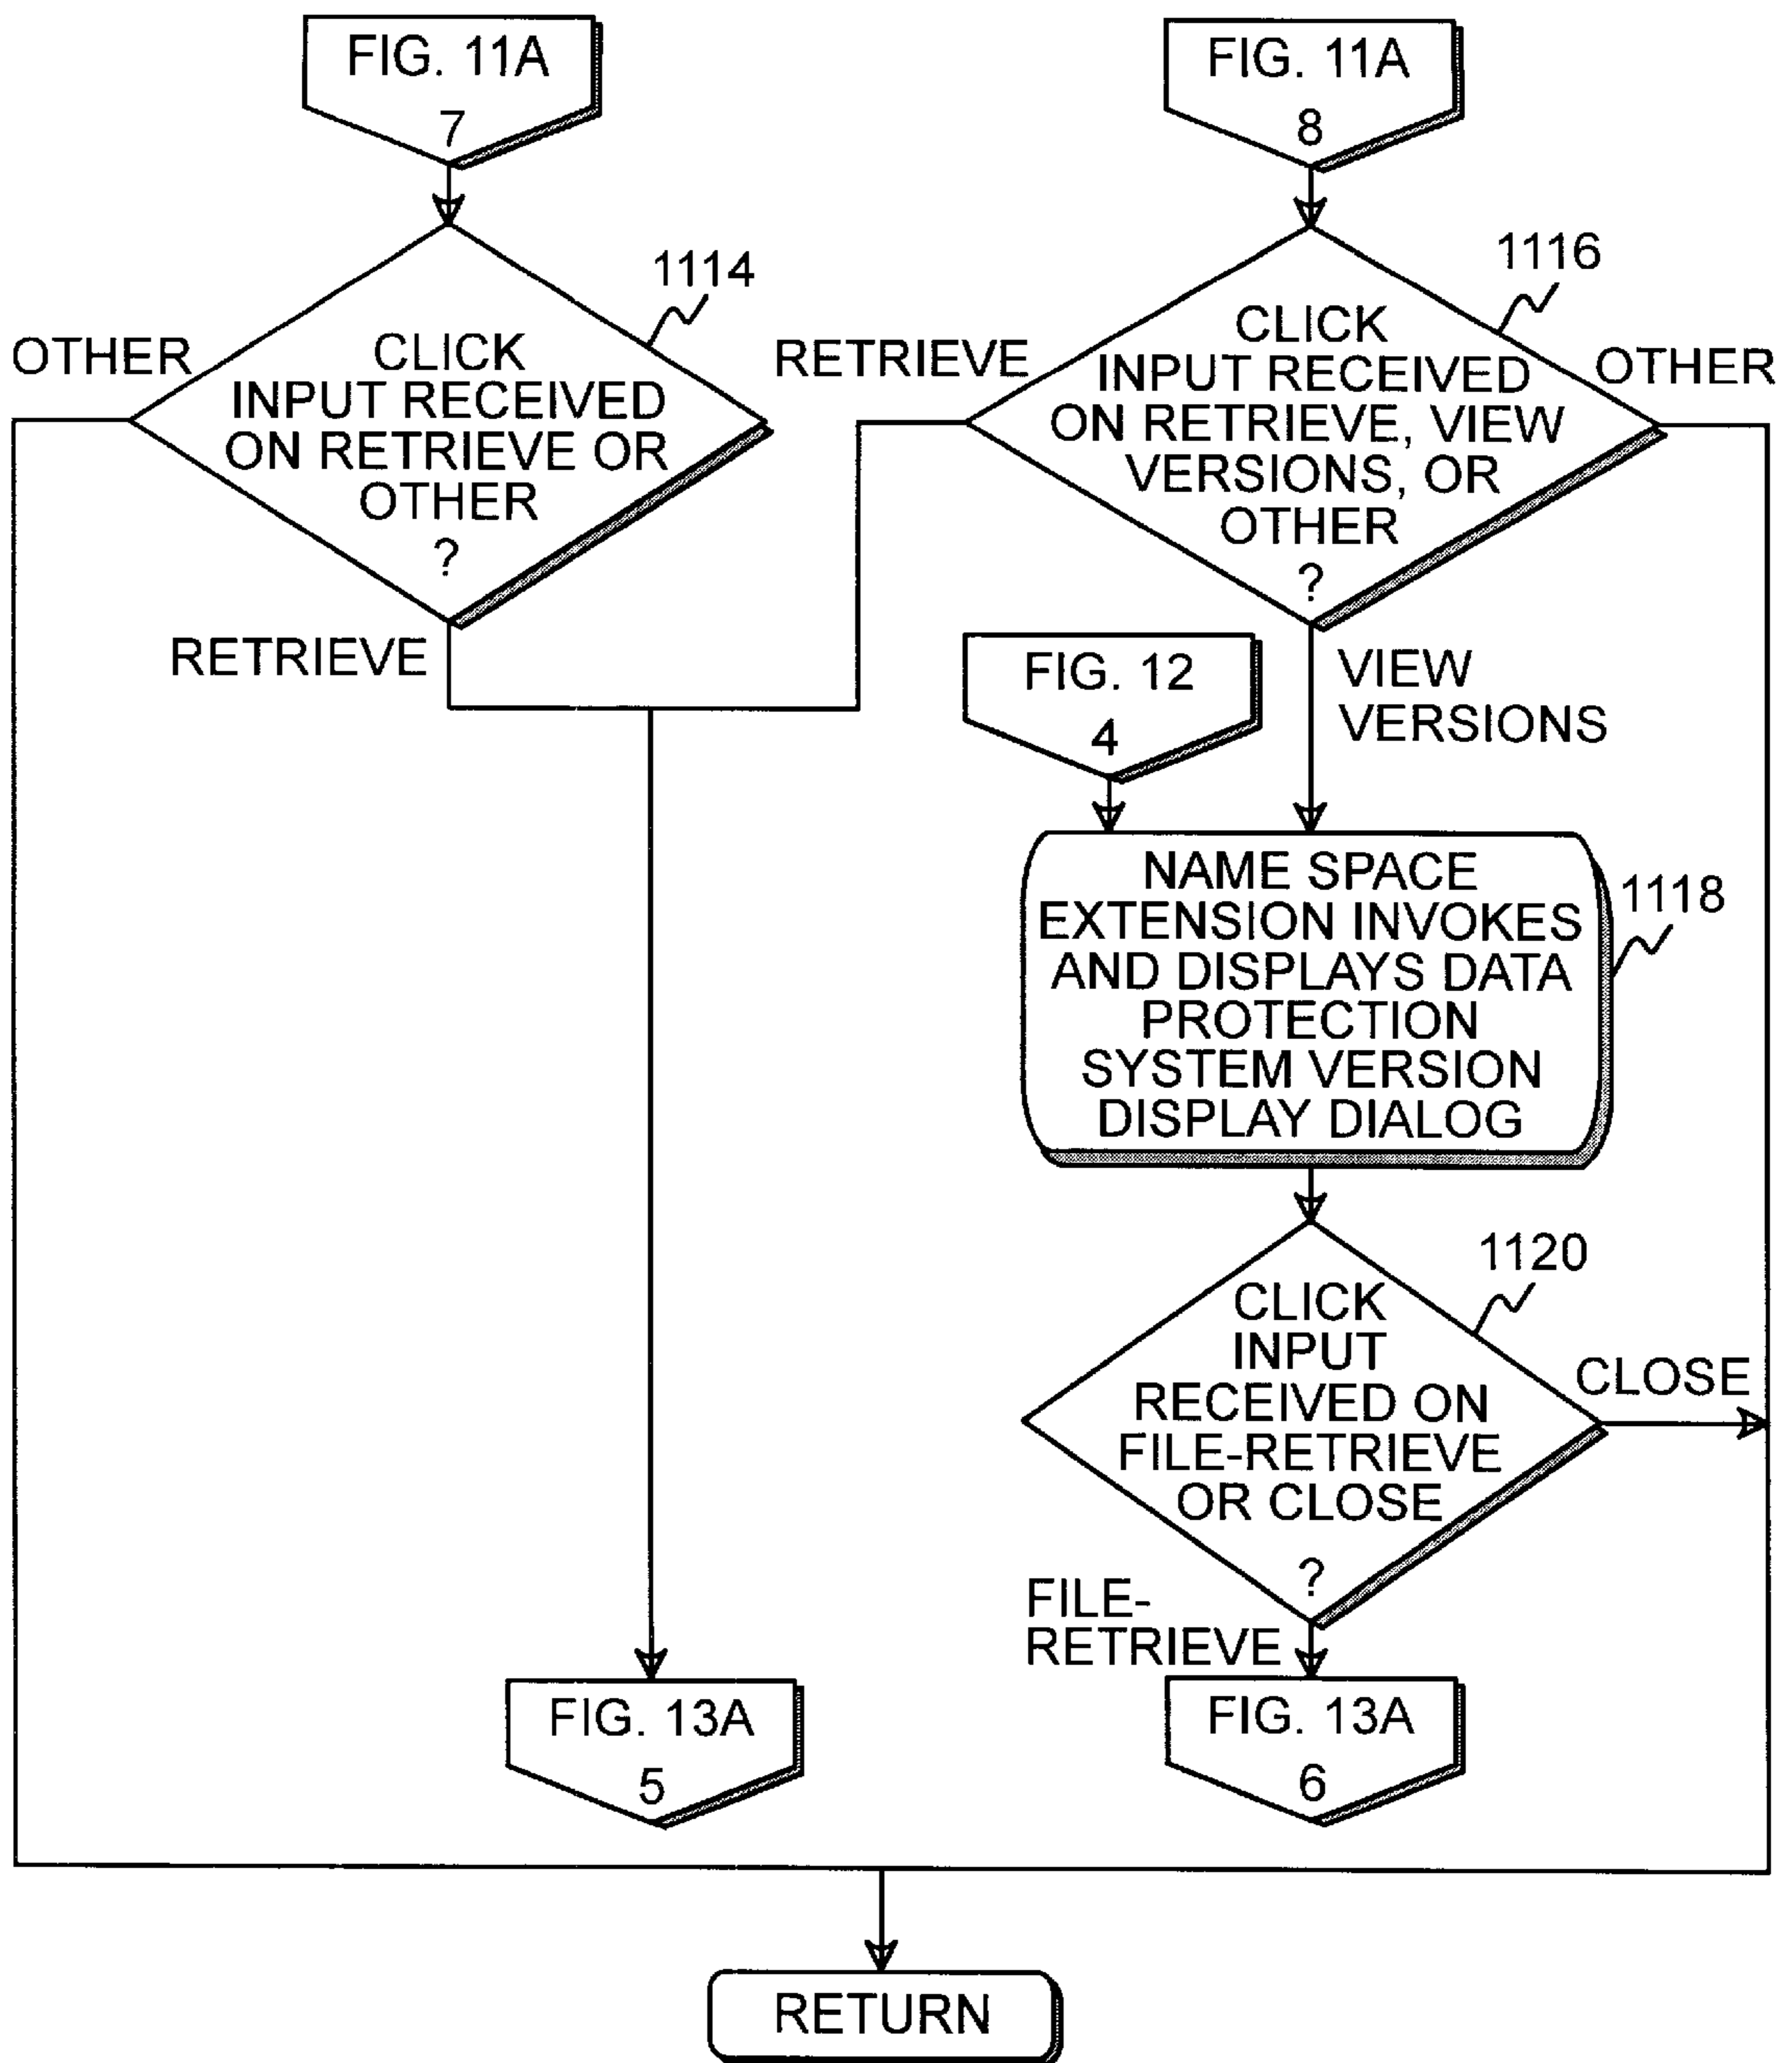 FIG. 11A
7
FIG. 11A
8
1114
1116
OTHER
CLICK
INPUT RECEIVED
ON RETRIEVE OR
OTHER
?
RETRIEVE
CLICK
INPUT RECEIVED
ON RETRIEVE, VIEW
VERSIONS, OR
OTHER
?
OTHER
RETRIEVE
FIG. 12
4
VIEW
VERSIONS
NAME SPACE
EXTENSION INVOKES
AND DISPLAYS DATA
PROTECTION
SYSTEM VERSION
DISPLAY DIALOG
1118
1120
CLICK
INPUT
RECEIVED ON
FILE-RETRIEVE
OR CLOSE
?
CLOSE
FILE-
RETRIEVE
FIG. 13A
5
FIG. 13A
6
RETURN